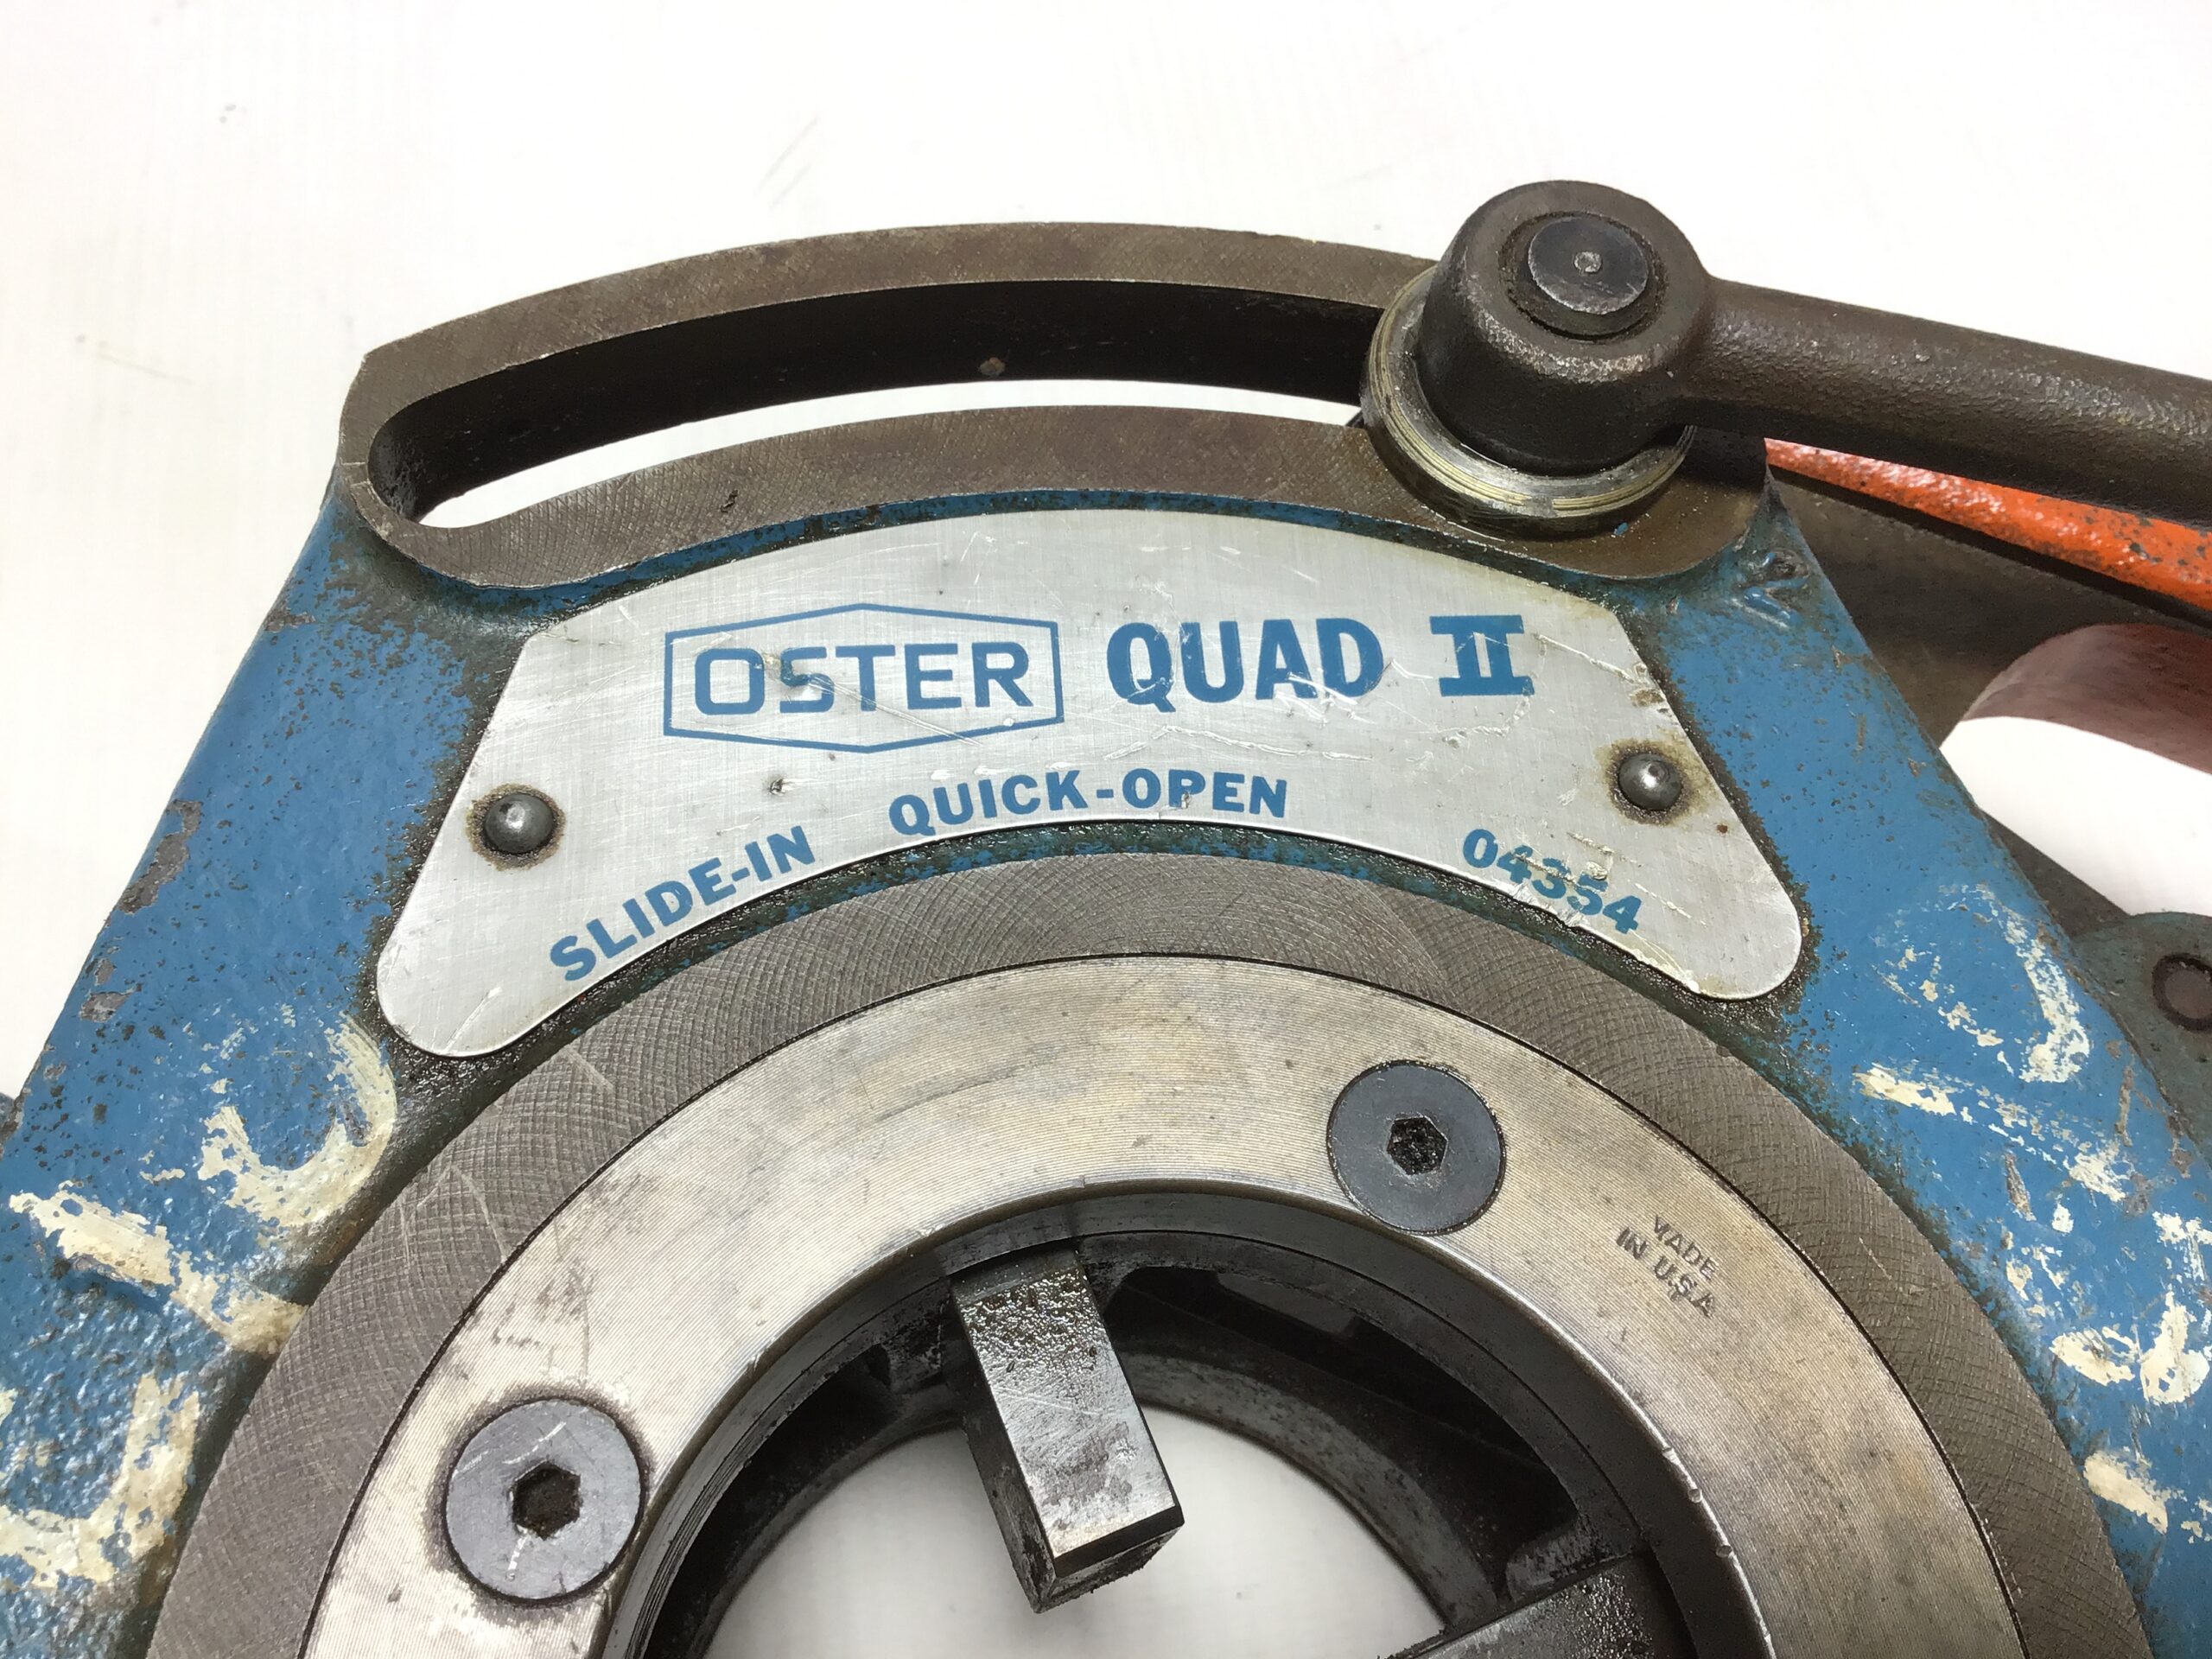 OSTER QUAD II
SLIDE-IN QUICK-OPEN 04354
MADE
IN U.S.A